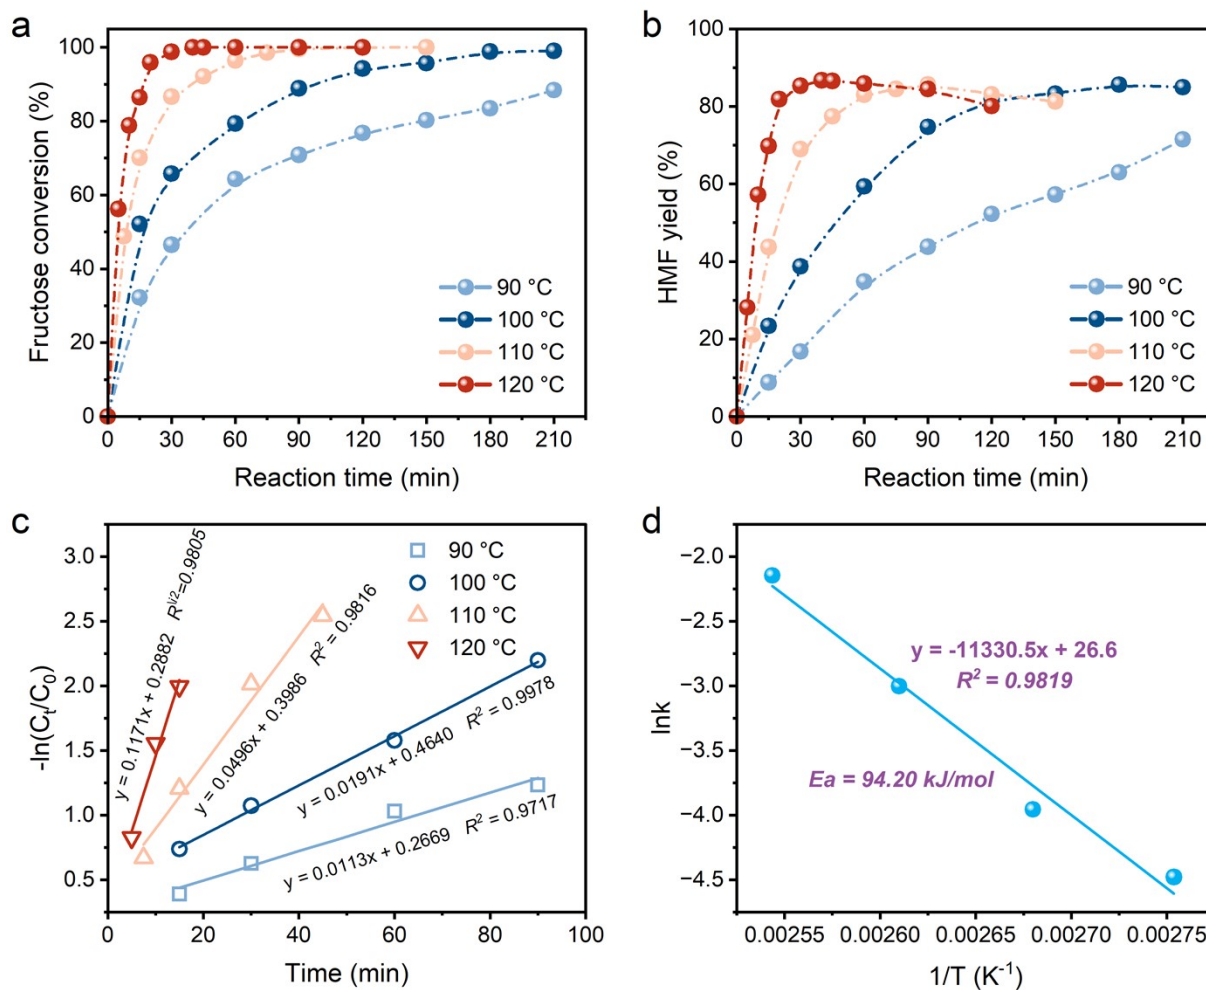 a
Fructose conversion (%)
100
80
60
40
20
0
0 30 60 90 120 150 180 210
Reaction time (min)
90 °C
100 °C
110 °C
120 °C
b
HMF yield (%)
100
80
60
40
20
0
0 30 60 90 120 150 180 210
Reaction time (min)
90 °C
100 °C
110 °C
120 °C
c
-ln(Cₜ/C₀)
3.0
2.5
2.0
1.5
1.0
0.5
20 40 60 80 100
Time (min)
90 °C
100 °C
110 °C
120 °C
y = 0.1171x + 0.2882 =0.9805
y = 0.0496x + 0.3986 R² = 0.9816
y = 0.0191x + 0.4640 R² = 0.9978
y = 0.0113x + 0.2669 R² = 0.9717
d
lnk
−2.0
−2.5
−3.0
−3.5
−4.0
−4.5
0.00255 0.00260 0.00265 0.00270 0.00275
1/T (K⁻¹)
y = -11330.5x + 26.6
R² = 0.9819
Ea = 94.20 kJ/mol